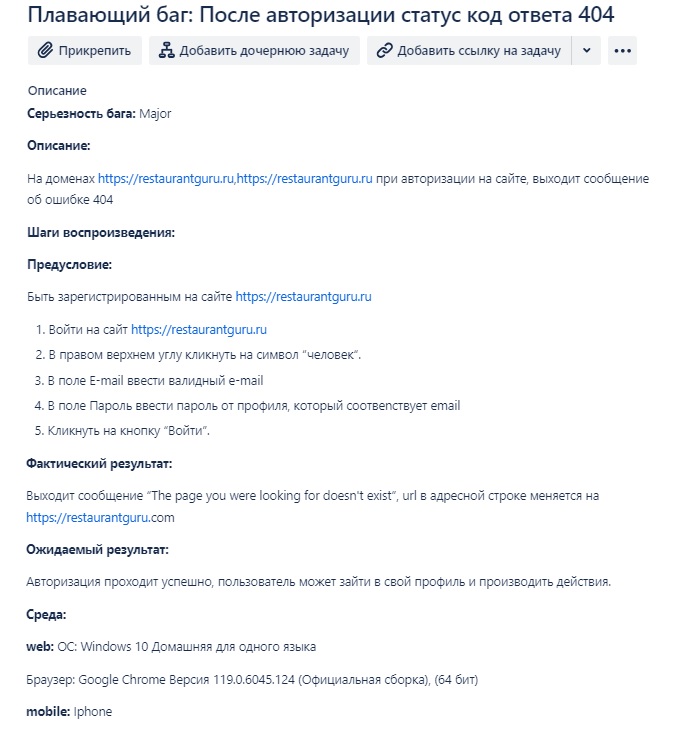 Плавающий баг: После авторизации статус код ответа 404
Прикрепить Добавить дочернюю задачу Добавить ссылку на задачу
Описание
Серьезность бага: Major
Описание:
На доменах https://restaurantguru.ru,https://restaurantguru.ru при авторизации на сайте, выходит сообщение
об ошибке 404
Шаги воспроизведения:
Предусловие:
Быть зарегистрированным на сайте https://restaurantguru.ru
1. Войти на сайт https://restaurantguru.ru
2. В правом верхнем углу кликнуть на символ “человек”.
3. В поле E-mail ввести валидный e-mail
4. В поле Пароль ввести пароль от профиля, который соотвенствует email
5. Кликнуть на кнопку “Войти”.
Фактический результат:
Выходит сообщение “The page you were looking for doesn't exist”, url в адресной строке меняется на
https://restaurantguru.com
Ожидаемый результат:
Авторизация проходит успешно, пользователь может зайти в свой профиль и производить действия.
Среда:
web: ОС: Windows 10 Домашняя для одного языка
Браузер: Google Chrome Версия 119.0.6045.124 (Официальная сборка), (64 бит)
mobile: Iphone